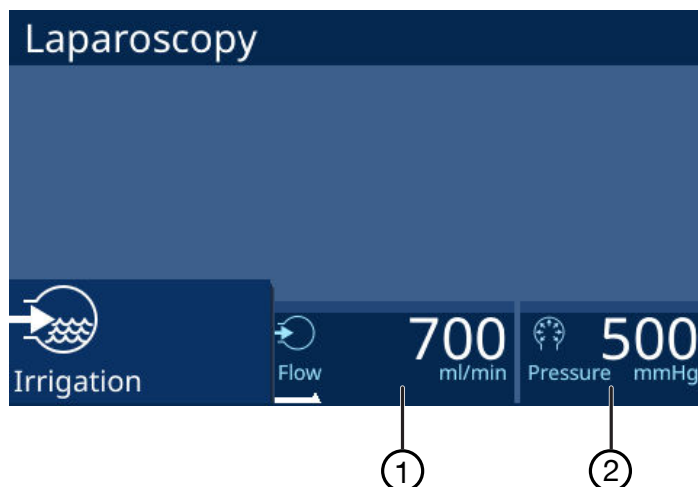 Laparoscopy
Irrigation
Flow
700
ml/min
Pressure
500
mmHg
1
2